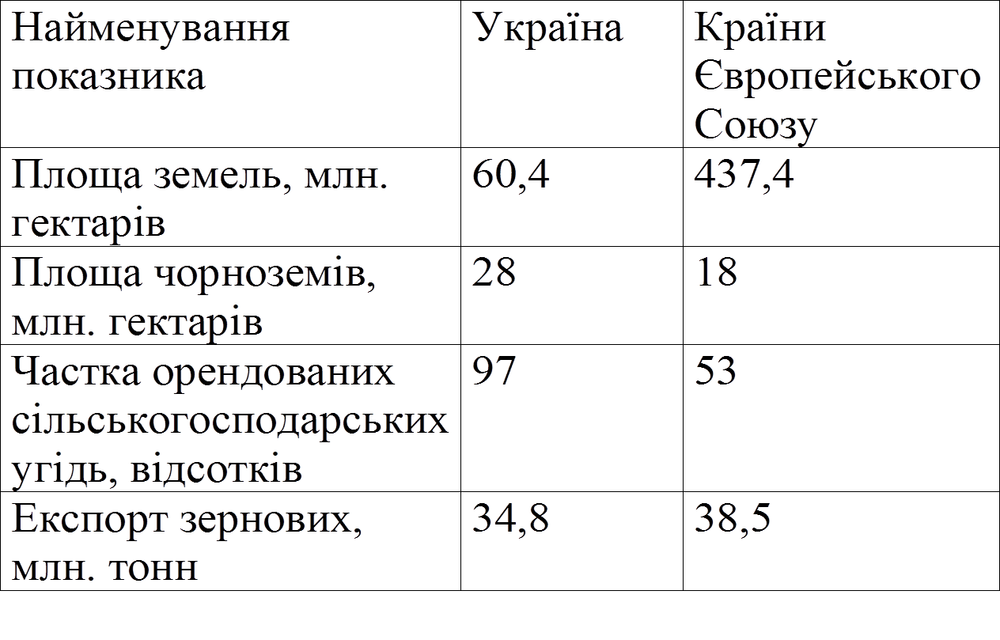 Найменування показника Україна Країни Європейського Союзу
Площа земель, млн. гектарів 60,4 437,4
Площа чорноземів, млн. гектарів 28 18
Частка орендованих сільськогосподарських угідь, відсотків 97 53
Експорт зернових, млн. тонн 34,8 38,5